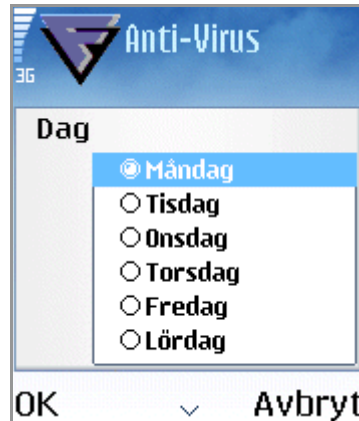 3G
Anti-Virus
Dag
Måndag
Tisdag
Onsdag
Torsdag
Fredag
Lördag
OK
Avbryt